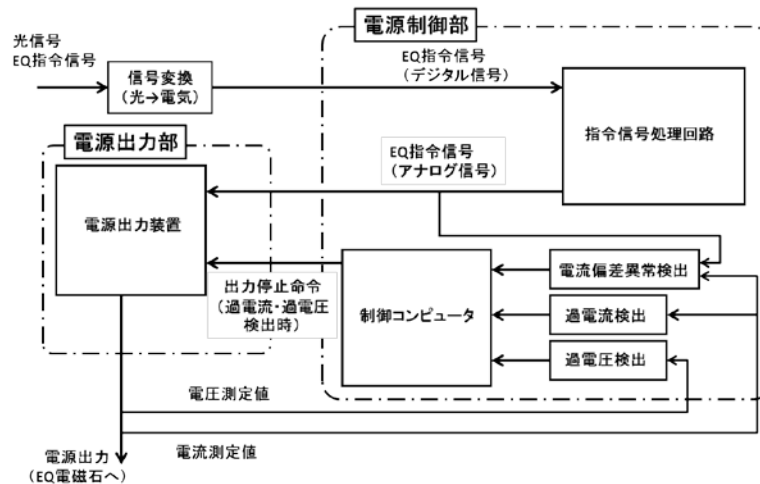 電源制御部
光信号
EQ指令信号
信号変換
(光→電気)
EQ指令信号
(デジタル信号)
指令信号処理回路
電源出力部
EQ指令信号
(アナログ信号)
電源出力装置
出力停止命令
(過電流・過電圧
検出時)
制御コンピュータ
電流偏差異常検出
過電流検出
過電圧検出
電圧測定値
電流測定値
電源出力
(EQ電磁石へ)